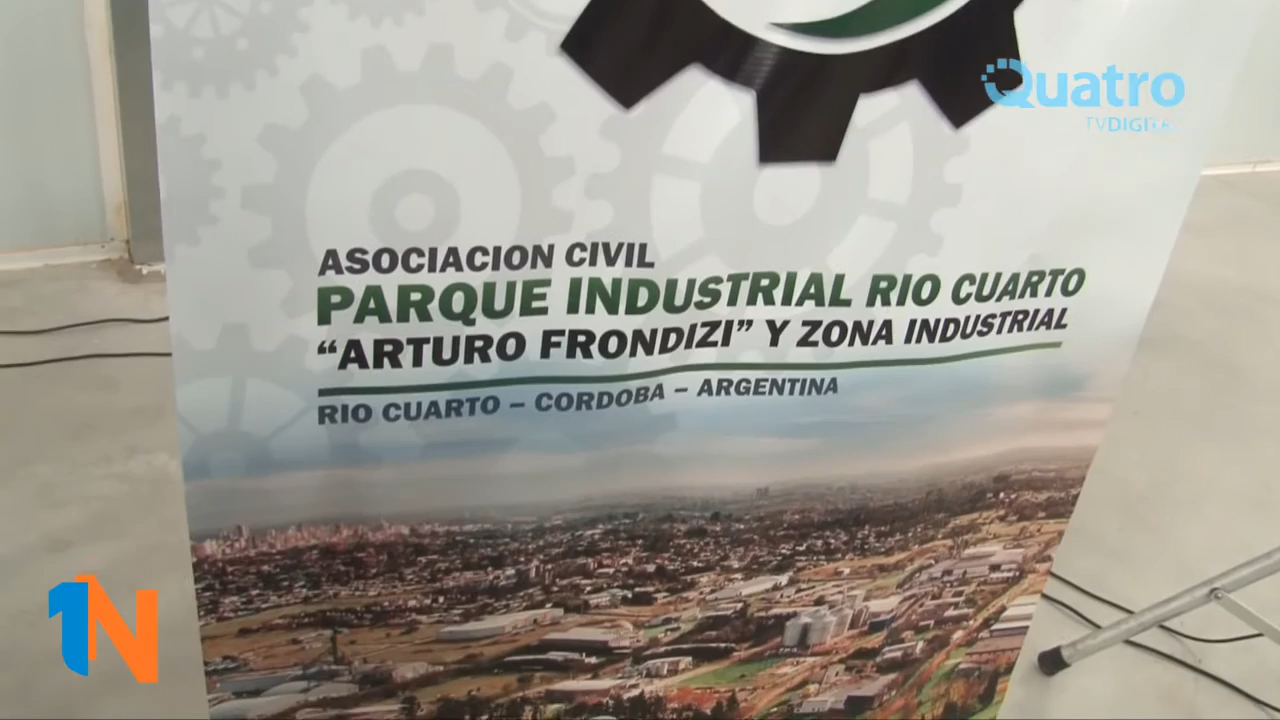 Quatro
TVDIGITAL
ASOCIACION CIVIL
PARQUE INDUSTRIAL RIO CUARTO
“ARTURO FRONDIZI” Y ZONA INDUSTRIAL
RIO CUARTO – CORDOBA – ARGENTINA
1N